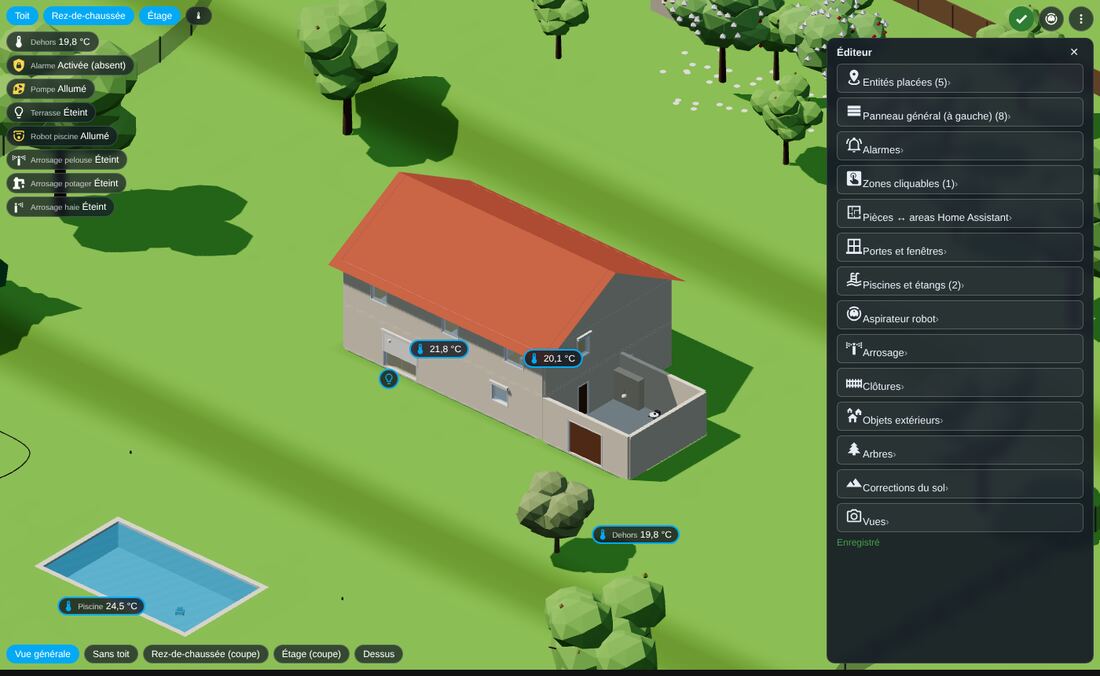 Toit Rez-de-chaussée Étage
Dehors 19,8 °C
Alarme Activée (absent)
Pompe Allumé
Terrasse Éteint
Robot piscine Allumé
Arrosage pelouse Éteint
Arrosage potager Éteint
Arrosage haie Éteint
21,8 °C
20,1 °C
Dehors 19,8 °C
Piscine 24,5 °C
Vue générale Sans toit Rez-de-chaussée (coupe) Étage (coupe) Dessus
Éditeur ✕
Entités placées (5)›
Panneau général (à gauche) (8)›
Alarmes›
Zones cliquables (1)›
Pièces ↔ areas Home Assistant›
Portes et fenêtres›
Piscines et étangs (2)›
Aspirateur robot›
Arrosage›
Clôtures›
Objets extérieurs›
Arbres›
Corrections du sol›
Vues›
Enregistré